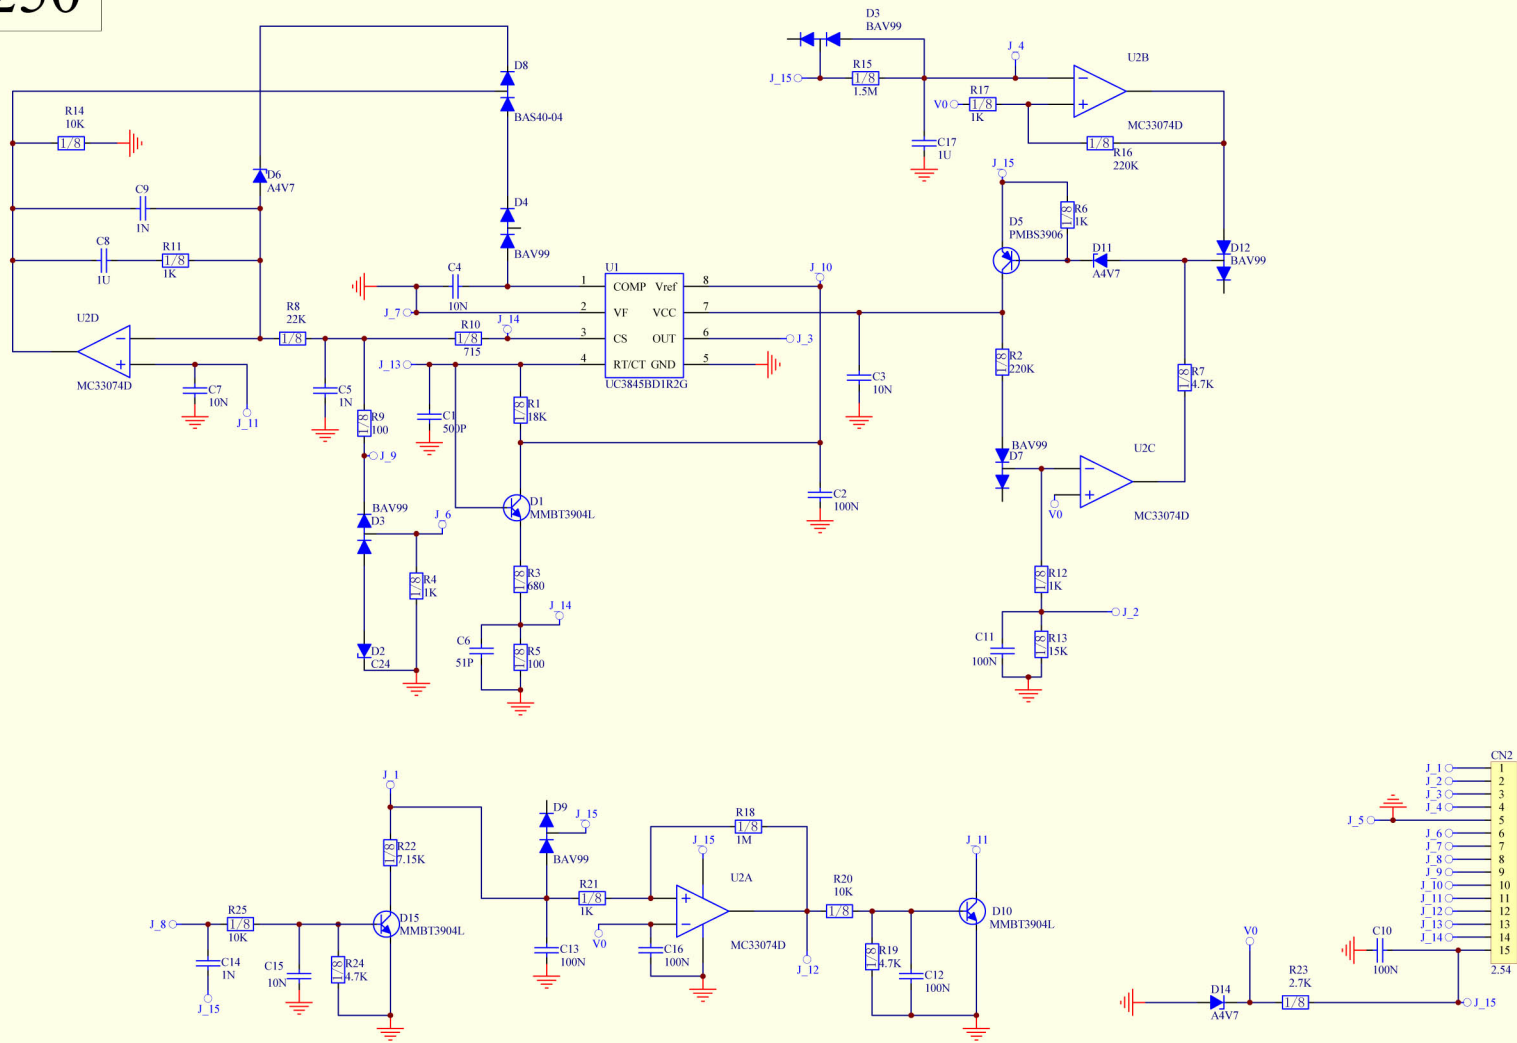 230
D3
BAV99
J_4
U2B
J_15
R15
1/8
1.5M
V0
R17
1/8
1K
MC33074D
C17
1U
1/8
R16
220K
D8
BAS40-04
R14
10K
1/8
D6
A4V7
C9
1N
C8
1U
R11
1/8
1K
D4
BAV99
J_15
R6
1/8
1K
D5
PMBS3906
D11
A4V7
D12
BAV99
U2D
MC33074D
C7
10N
J_11
R8
22K
1/8
C5
1N
C4
10N
J_7
R10
1/8
715
J_14
J_13
U1
1
2
3
4
COMP
VF
CS
RT/CT
Vref
VCC
OUT
GND
8
7
6
5
UC3845BD1R2G
J_10
J_3
C3
10N
R2
1/8
220K
R7
1/8
4.7K
R9
1/8
100
J_9
C1
500P
R1
1/8
18K
BAV99
D7
U2C
V0
MC33074D
BAV99
D3
J_6
D1
MMBT3904L
C2
100N
R4
1/8
1K
R3
1/8
680
J_14
R12
1/8
1K
J_2
D2
C24
C6
51P
R5
1/8
100
C11
100N
R13
1/8
15K
J_1
R22
1/8
7.15K
D9
BAV99
J_15
R18
1/8
1M
J_15
U2A
MC33074D
R21
1/8
1K
V0
R20
10K
1/8
J_11
D10
MMBT3904L
J_8
R25
1/8
10K
D15
MMBT3904L
C14
1N
J_15
C15
10N
R24
1/8
4.7K
C13
100N
C16
100N
J_12
R19
1/8
4.7K
C12
100N
CN2
J_1 1
J_2 2
J_3 3
J_4 4
J_5 5
J_6 6
J_7 7
J_8 8
J_9 9
J_10 10
J_11 11
J_12 12
J_13 13
J_14 14
15
2.54
C10
100N
V0
D14
A4V7
R23
2.7K
1/8
J_15